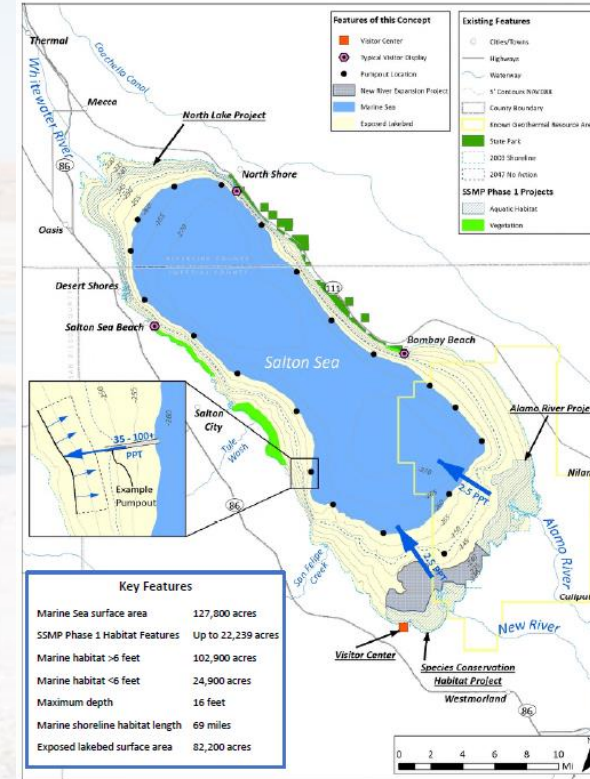 Features of this Concept
Visitor Center
Typical Visitor Display
Pumpout Location
New River Expansion Project
Marine Sea
Exposed Lakebed
Existing Features
Cities/Towns
Highways
Waterway
5' Contours
County Boundary
Known Geothermal Resource Area
State Park
2003 Shoreline
2047 No Action
SSMP Phase 1 Projects
Aquatic Habitat
Vegetation
Thermal
Coachella Canal
Whitewater River
Mecca
North Lake Project
86
North Shore
Oasis
Desert Shores
111
Salton Sea Beach
Salton Sea
Bombay Beach
Alamo River Project
Salton
City
Tule
Wash
35 - 100+
PPT
Example
Pumpout
86
2.5 PPT
2.5 PPT
Alamo River
San Felipe
Creek
New River
Visitor Center
Species Conservation
Habitat Project
Westmorland
86
Key Features
Marine Sea surface area 127,800 acres
SSMP Phase 1 Habitat Features Up to 22,239 acres
Marine habitat >6 feet 102,900 acres
Marine habitat <6 feet 24,900 acres
Maximum depth 16 feet
Marine shoreline habitat length 69 miles
Exposed lakebed surface area 82,200 acres
0 2 4 6 8 10
Mi